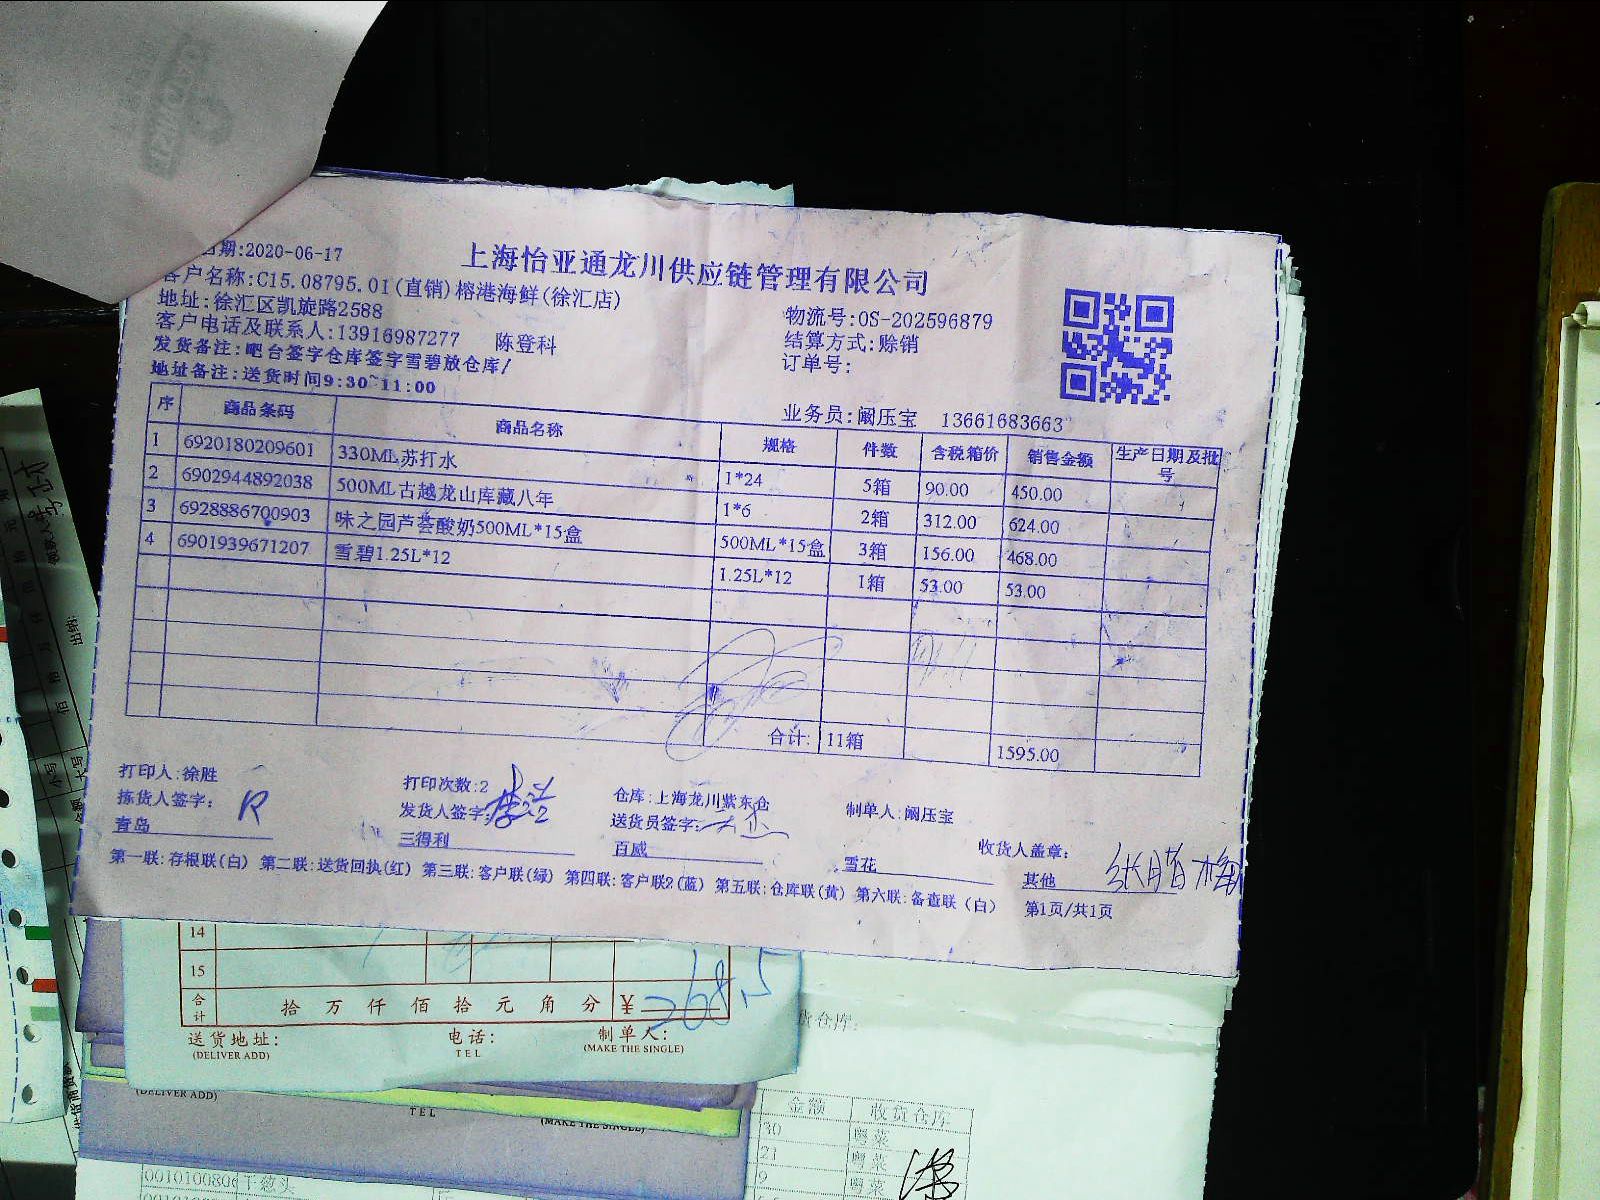 上海怡亚通龙川供应链管理有限公司
日期:2020-06-17
客户名称:C15.08795.01(直销)榕港海鲜(徐汇店)
地址:徐汇区凯旋路2588
物流号:OS-202596879
客户电话及联系人:13916987277 陈登科
结算方式:赊销
发货备注:吧台签字仓库签字雪碧放仓库/
订单号:
地址备注:送货时间9:30~11:00
业务员:阚压宝 13661683663
序 商品条码 商品名称 规格 件数 含税箱价 销售金额 生产日期及批号
1 6920180209601 330ML苏打水 1*24 5箱 90.00 450.00
2 6902944892038 500ML古越龙山库藏八年 1*6 2箱 312.00 624.00
3 6928886700903 味之园芦荟酸奶500ML*15盒 500ML*15盒 3箱 156.00 468.00
4 6901939671207 雪碧1.25L*12 1.25L*12 1箱 53.00 53.00
合计: 11箱 1595.00
打印人:徐胜 打印次数:2 仓库:上海龙川紫东仓 制单人:阚压宝
拣货人签字: R 发货人签字: 送货员签字: 收货人盖章:
青岛 三得利 百威 雪花 其他
第一联:存根联(白) 第二联:送货回执(红) 第三联:客户联(绿) 第四联:客户联2(蓝) 第五联:仓库联(黄) 第六联:备查联(白) 第1页/共1页
14
15
合计 拾 万 仟 佰 拾 元 角 分 ¥ 268.5
送货地址: 电话: 制单人:
(DELIVER ADD) TEL (MAKE THE SINGLE)
(DELIVER ADD) TEL (MAKE THE SINGLE)
货仓库:
金额 收货仓库
30 粤菜
21 粤菜
9 粤菜
0010100806 干葱头